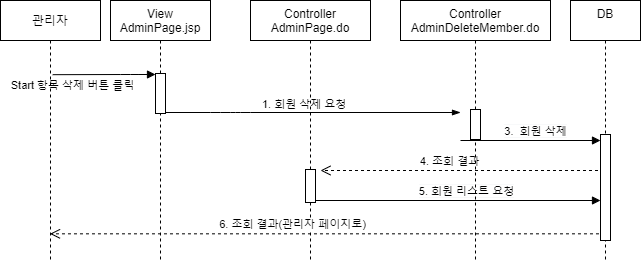 관리자
View
AdminPage.jsp
Controller
AdminPage.do
Controller
AdminDeleteMember.do
DB
Start 항목 삭제 버튼 클릭
1. 회원 삭제 요청
3.  회원 삭제
4. 조회 결과
5. 회원 리스트 요청
6. 조회 결과(관리자 페이지로)